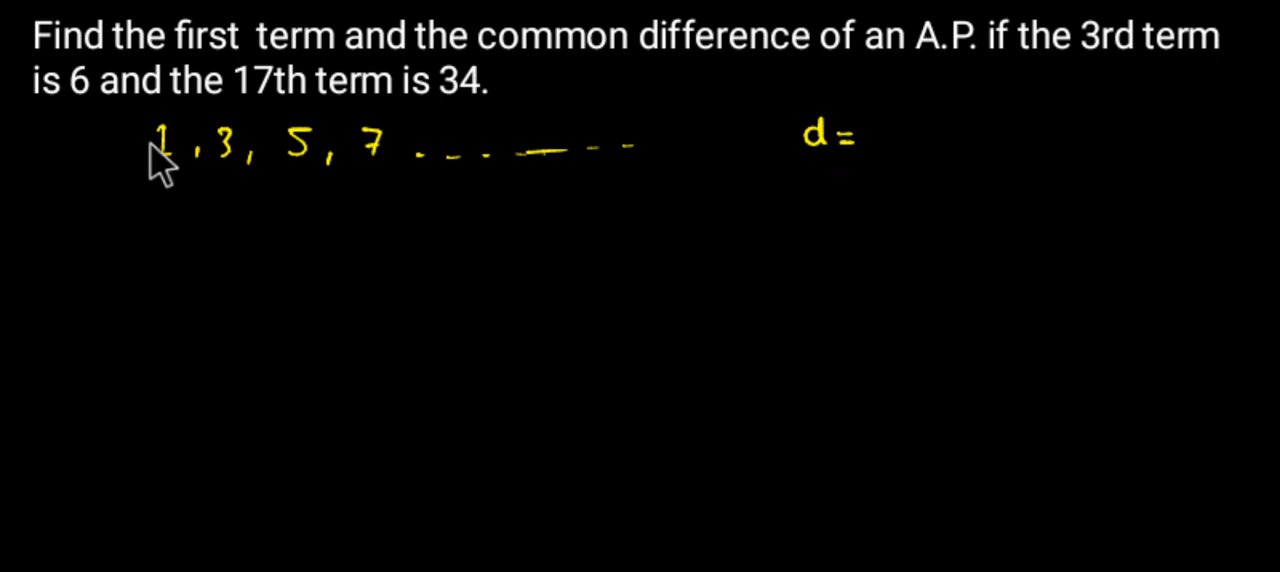 Find the first term and the common difference of an A.P. if the 3rd term
is 6 and the 17th term is 34.
1, 3, 5, 7 ... — - - d =